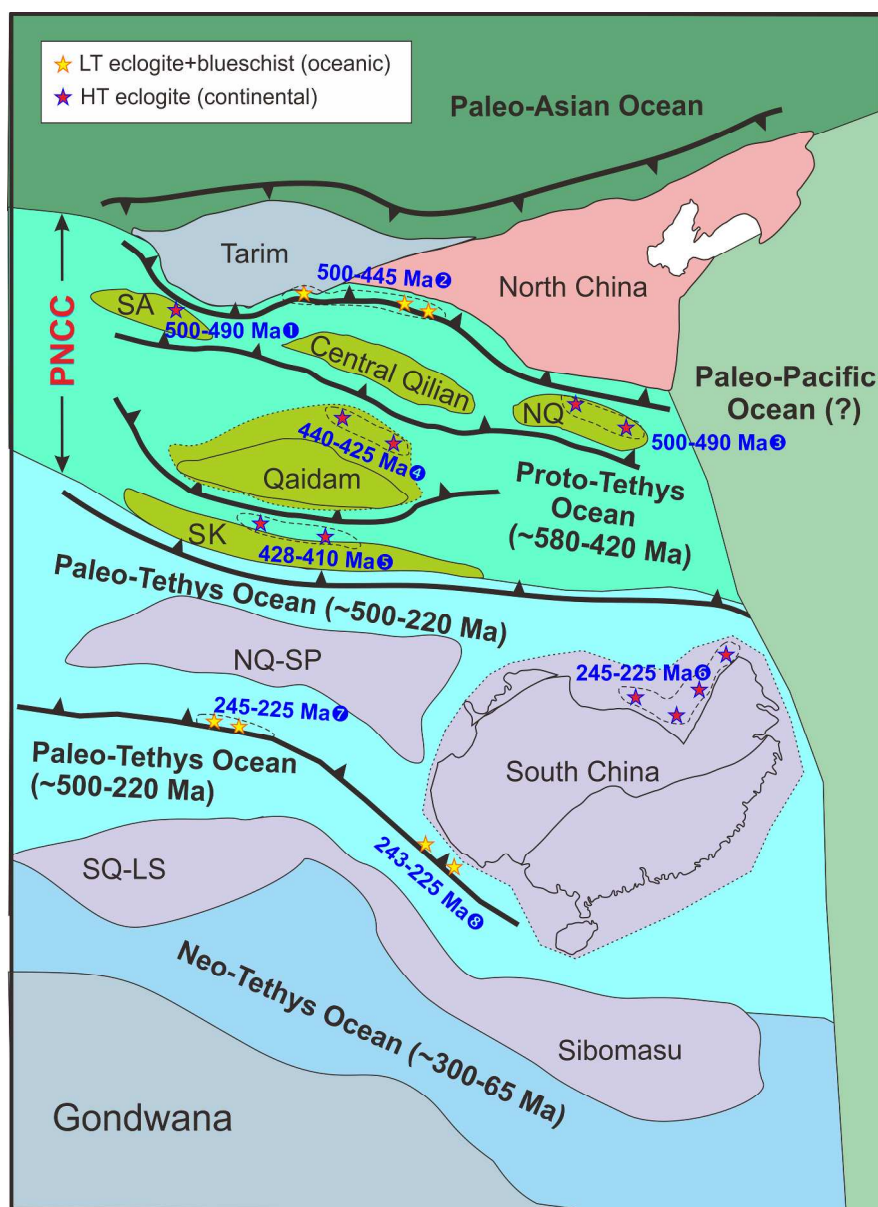 LT eclogite+blueschist (oceanic)
HT eclogite (continental)
Paleo-Asian Ocean
Tarim
North China
500-445 Ma❷
PNCC
SA
500-490 Ma❶
Central Qilian
Paleo-Pacific
Ocean (?)
NQ
500-490 Ma❸
440-425 Ma❹
Qaidam
Proto-Tethys
Ocean
(~580-420 Ma)
SK
428-410 Ma❺
Paleo-Tethys Ocean (~500-220 Ma)
NQ-SP
245-225 Ma❻
245-225 Ma❼
Paleo-Tethys Ocean
(~500-220 Ma)
South China
243-225 Ma❽
SQ-LS
Neo-Tethys Ocean (~300-65 Ma)
Sibomasu
Gondwana